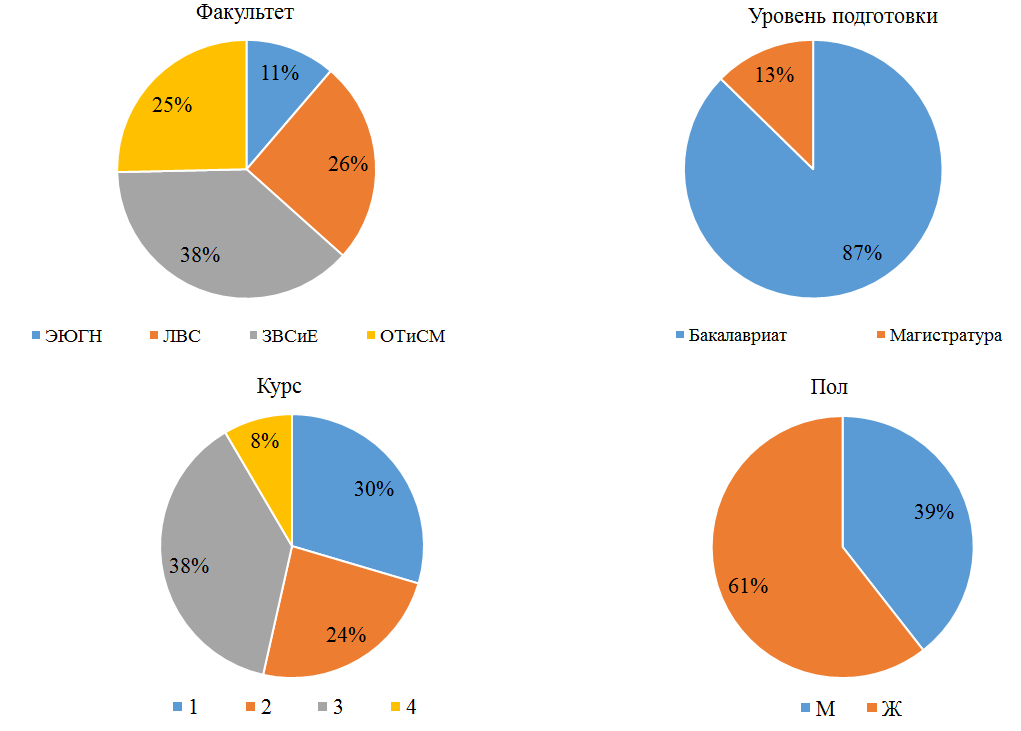 Факультет
11%
25%
26%
38%
ЭЮГН ЛВС ЗВСиЕ ОТиСМ
Уровень подготовки
13%
87%
Бакалавриат Магистратура
Курс
8%
30%
38%
24%
1 2 3 4
Пол
39%
61%
М Ж